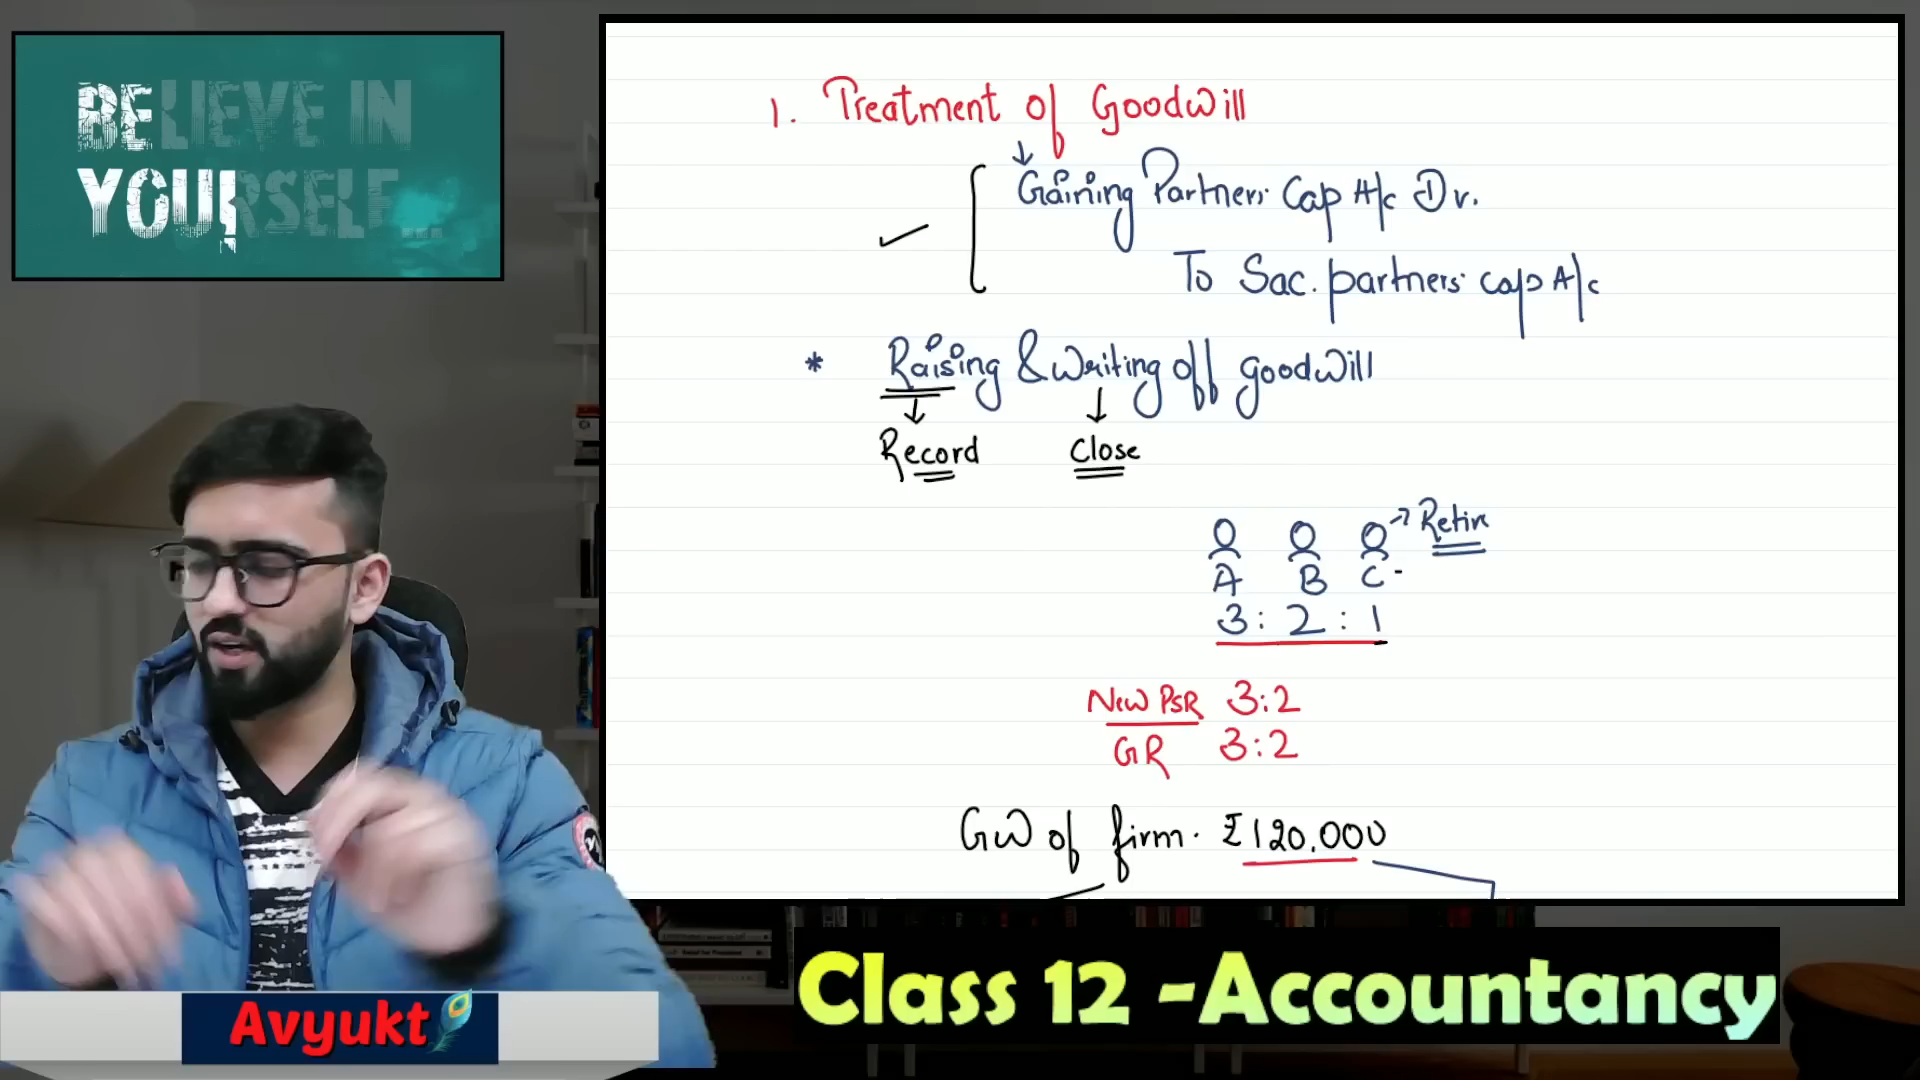 BELIEVE IN
YOURSELF...
1. Treatment of Goodwill
Gaining Partners Cap A/c Dr.
To Sac. partners cap A/c
* Raising & Writing off goodwill
Record Close
Retire
A B C
3 : 2 : 1
New PSR 3:2
GR 3:2
GW of firm. ₹120,000
Class 12 -Accountancy
Avyukt